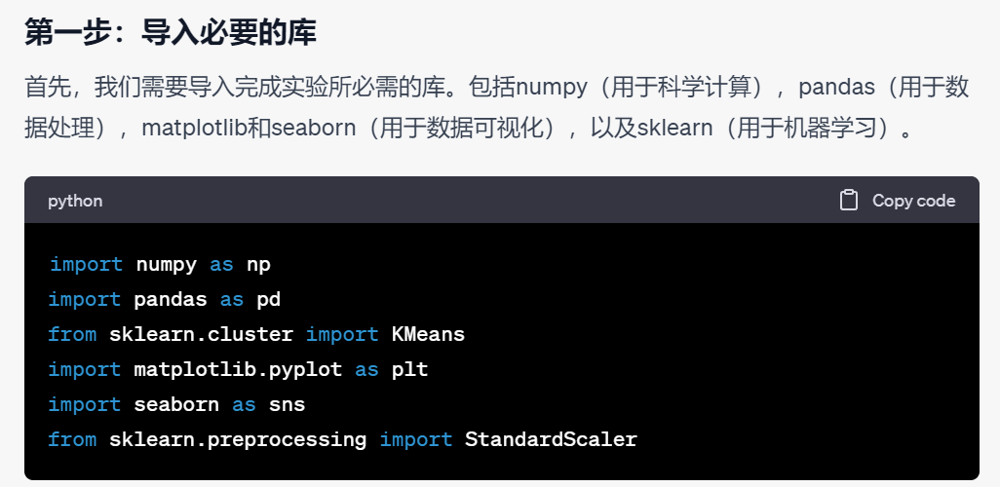 第一步：导入必要的库
首先，我们需要导入完成实验所必需的库。包括numpy（用于科学计算），pandas（用于数
据处理），matplotlib和seaborn（用于数据可视化），以及sklearn（用于机器学习）。
python Copy code
import numpy as np
import pandas as pd
from sklearn.cluster import KMeans
import matplotlib.pyplot as plt
import seaborn as sns
from sklearn.preprocessing import StandardScaler